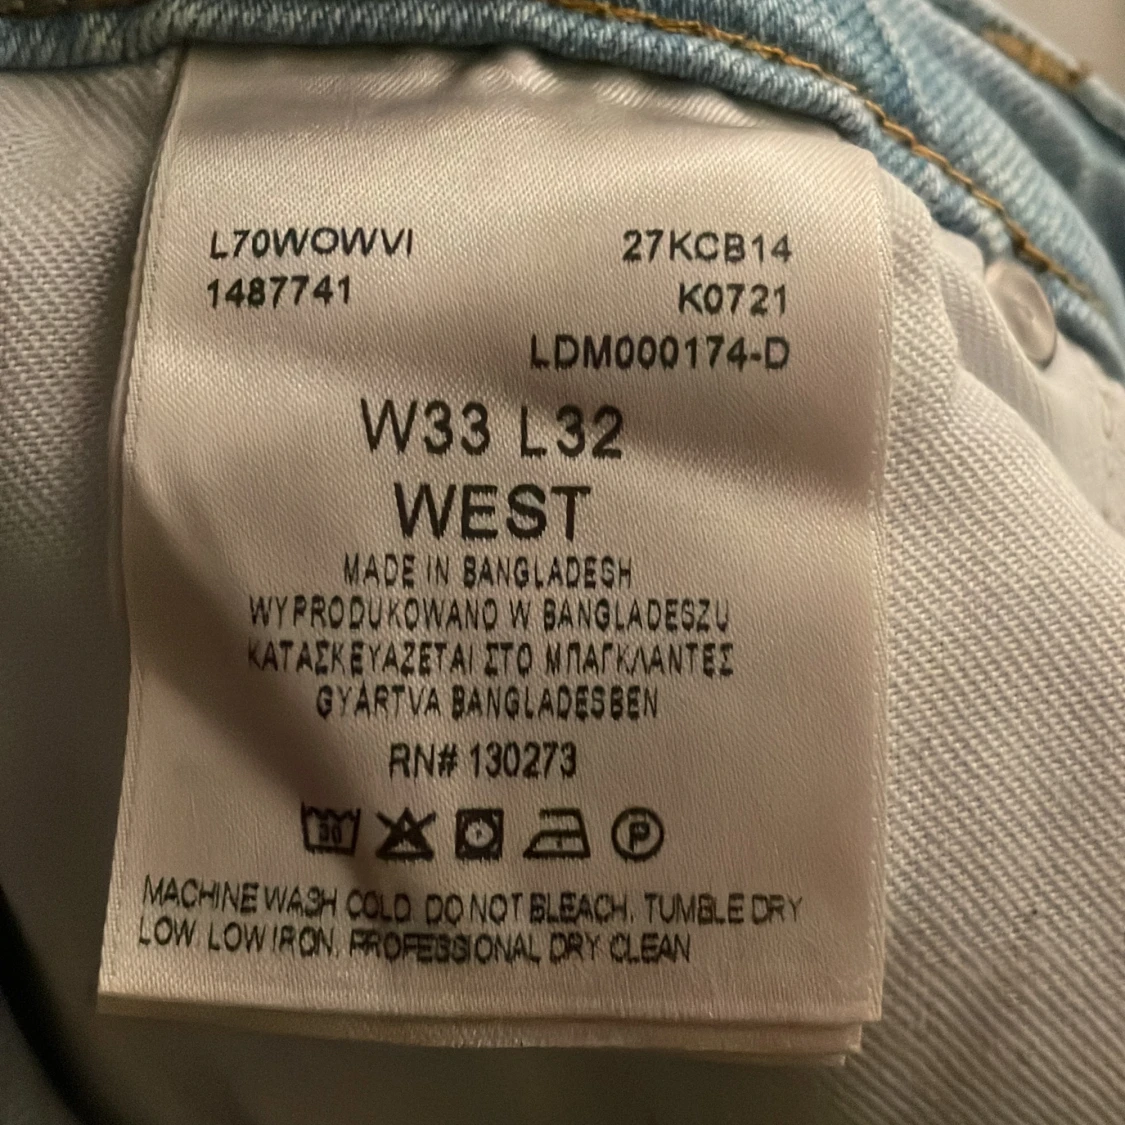 L70WOWVI 27KCB14
1487741 K0721
LDM000174-D
W33 L32
WEST
MADE IN BANGLADESH
WYPRODUKOWANO W BANGLADESZU
ΚΑΤΑΣΚΕΥΑΖΕΤΑΙ ΣΤΟ ΜΠΑΓΚΛΑΝΤΕΣ
GYÁRTVA BANGLADESBEN
RN# 130273
30 P
MACHINE WASH COLD. DO NOT BLEACH. TUMBLE DRY
LOW. LOW IRON. PROFESSIONAL DRY CLEAN